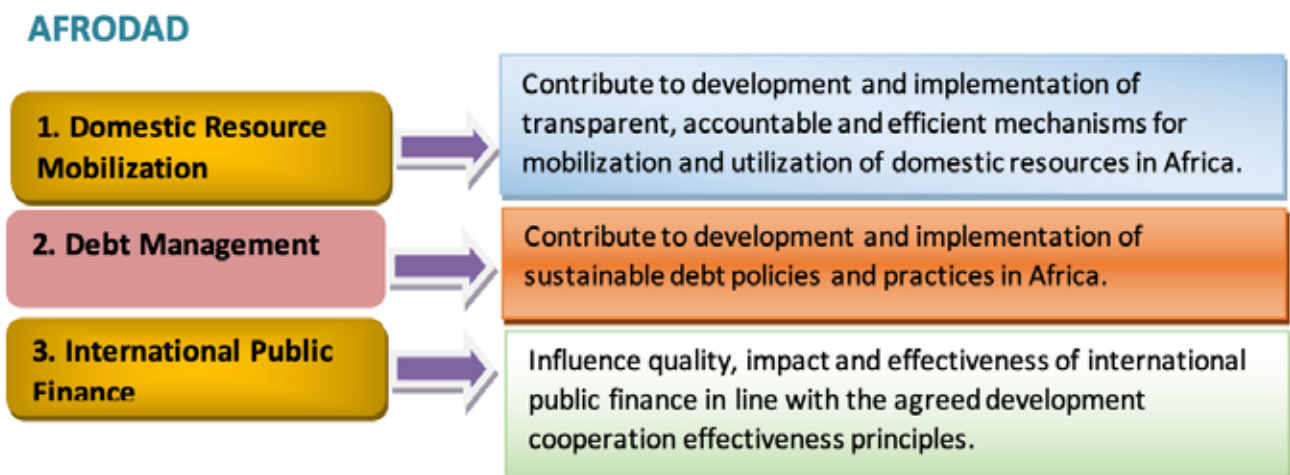 AFRODAD
1. Domestic Resource
Mobilization
Contribute to development and implementation of
transparent, accountable and efficient mechanisms for
mobilization and utilization of domestic resources in Africa.
2. Debt Management
Contribute to development and implementation of
sustainable debt policies and practices in Africa.
3. International Public
Finance
Influence quality, impact and effectiveness of international
public finance in line with the agreed development
cooperation effectiveness principles.